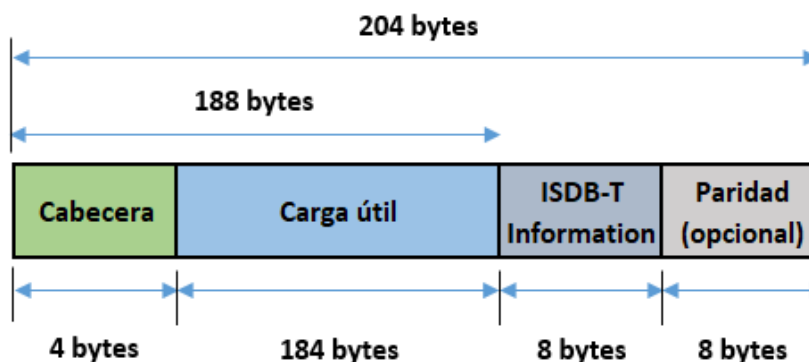 204 bytes
188 bytes
Cabecera
Carga útil
ISDB-T
Information
Paridad
(opcional)
4 bytes
184 bytes
8 bytes
8 bytes